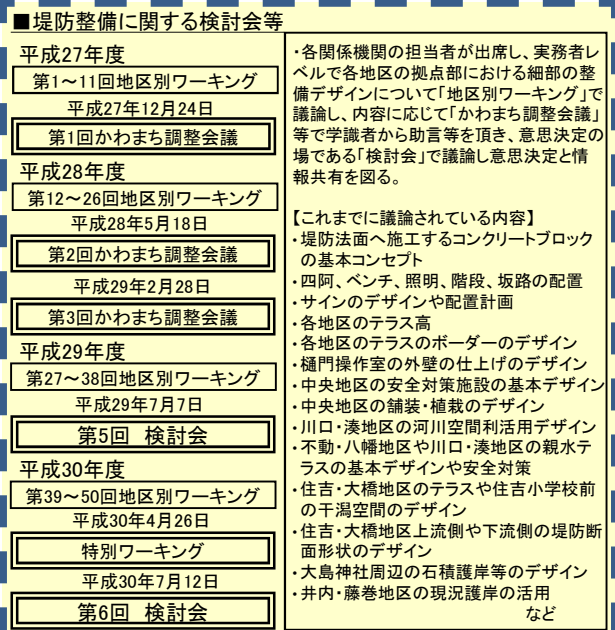 ■堤防整備に関する検討会等
平成27年度
第1～11回地区別ワーキング
平成27年12月24日
第1回かわまち調整会議
平成28年度
第12～26回地区別ワーキング
平成28年5月18日
第2回かわまち調整会議
平成29年2月28日
第3回かわまち調整会議
平成29年度
第27～38回地区別ワーキング
平成29年7月7日
第5回 検討会
平成30年度
第39～50回地区別ワーキング
平成30年4月26日
特別ワーキング
平成30年7月12日
第6回 検討会
・各関係機関の担当者が出席し、実務者レ
ベルで各地区の拠点部における細部の整
備デザインについて「地区別ワーキング」で
議論し、内容に応じて「かわまち調整会議」
等で学識者から助言等を頂き、意思決定の
場である「検討会」で議論し意思決定と情
報共有を図る。
【これまでに議論されている内容】
・堤防法面へ施工するコンクリートブロック
の基本コンセプト
・四阿、ベンチ、照明、階段、坂路の配置
・サインのデザインや配置計画
・各地区のテラス高
・各地区のテラスのボーダーのデザイン
・樋門操作室の外壁の仕上げのデザイン
・中央地区の安全対策施設の基本デザイン
・中央地区の舗装・植栽のデザイン
・川口・湊地区の河川空間利活用デザイン
・不動・八幡地区や川口・湊地区の親水テ
ラスの基本デザインや安全対策
・住吉・大橋地区のテラスや住吉小学校前
の干潟空間のデザイン
・住吉・大橋地区上流側や下流側の堤防断
面形状のデザイン
・大島神社周辺の石積護岸等のデザイン
・井内・藤巻地区の現況護岸の活用
など